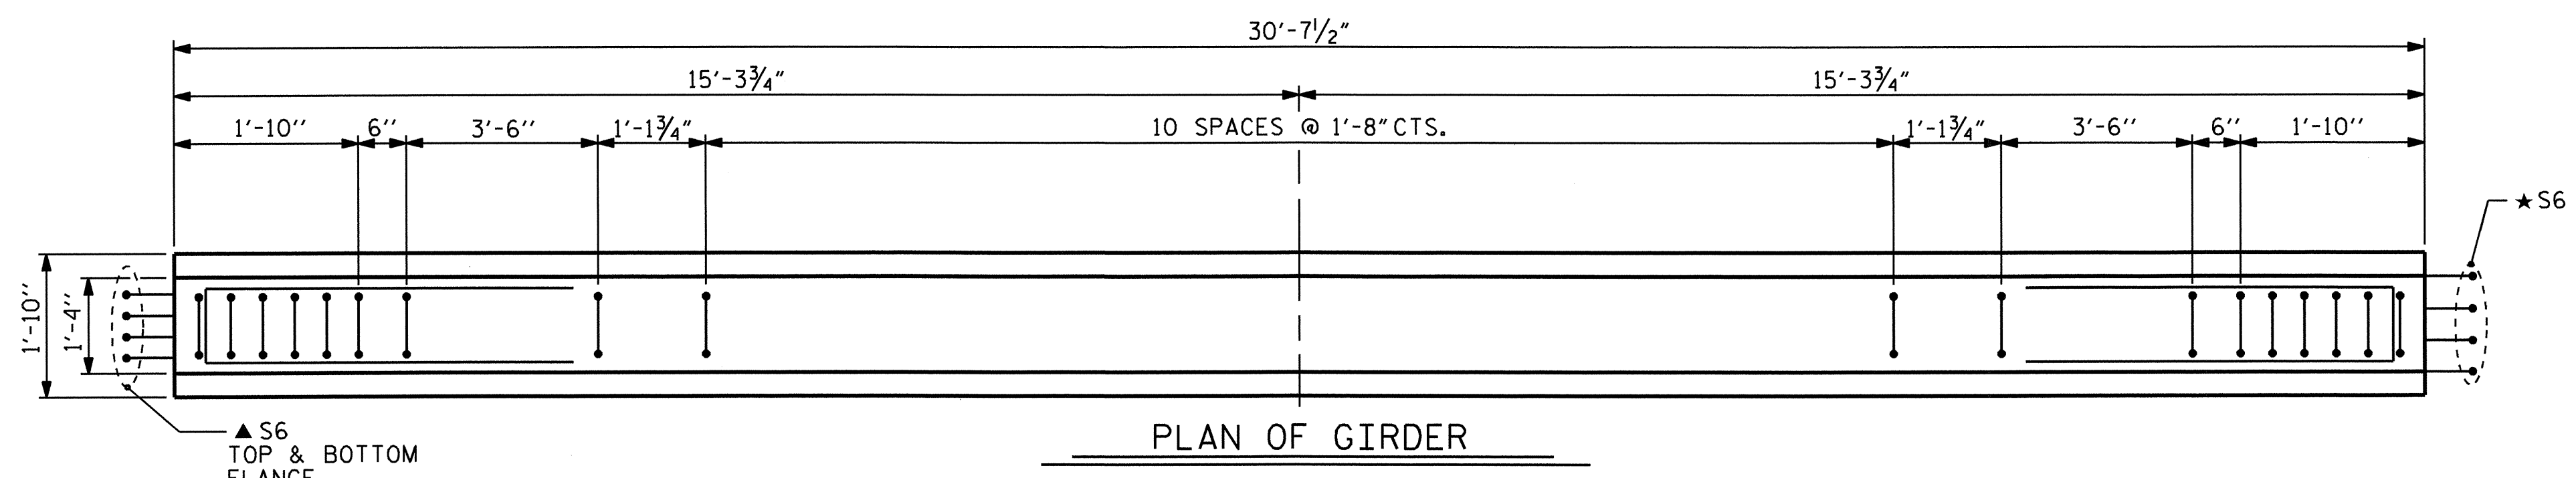 30'-7½"
15'-3¾" 15'-3¾"
1'-10" 6" 3'-6" 1'-1¾" 10 SPACES @ 1'-8" CTS. 1'-1¾" 3'-6" 6" 1'-10"
★ S6
1'-10"
1'-4"
▲ S6
TOP & BOTTOM
FLANGE
PLAN OF GIRDER